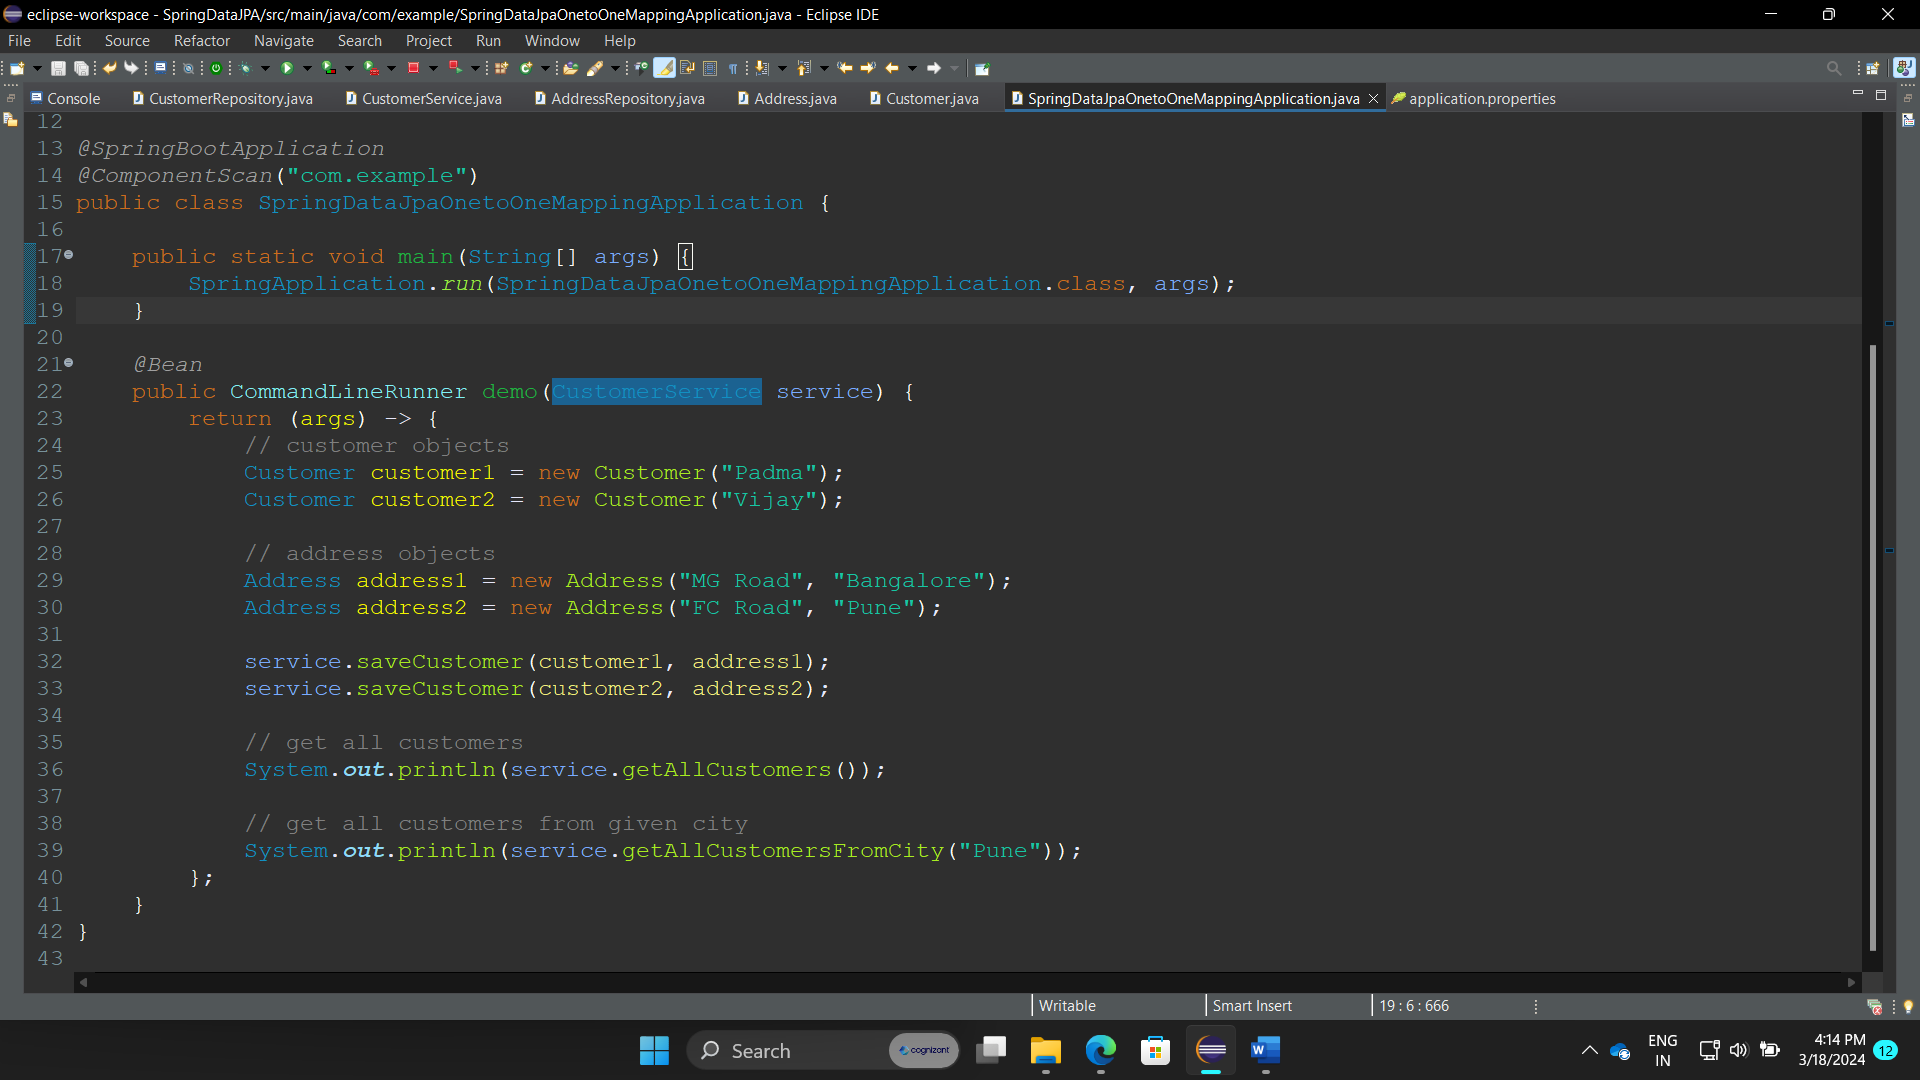 eclipse-workspace - SpringDataJPA/src/main/java/com/example/SpringDataJpaOnetoOneMappingApplication.java - Eclipse IDE
File Edit Source Refactor Navigate Search Project Run Window Help
Console CustomerRepository.java CustomerService.java AddressRepository.java Address.java Customer.java SpringDataJpaOnetoOneMappingApplication.java application.properties
12
13 @SpringBootApplication
14 @ComponentScan("com.example")
15 public class SpringDataJpaOnetoOneMappingApplication {
16
17 public static void main(String[] args) {
18 SpringApplication.run(SpringDataJpaOnetoOneMappingApplication.class, args);
19 }
20
21 @Bean
22 public CommandLineRunner demo(CustomerService service) {
23 return (args) -> {
24 // customer objects
25 Customer customer1 = new Customer("Padma");
26 Customer customer2 = new Customer("Vijay");
27
28 // address objects
29 Address address1 = new Address("MG Road", "Bangalore");
30 Address address2 = new Address("FC Road", "Pune");
31
32 service.saveCustomer(customer1, address1);
33 service.saveCustomer(customer2, address2);
34
35 // get all customers
36 System.out.println(service.getAllCustomers());
37
38 // get all customers from given city
39 System.out.println(service.getAllCustomersFromCity("Pune"));
40 };
41 }
42 }
43
Writable Smart Insert 19 : 6 : 666
Search cognizant ENG IN 4:14 PM 3/18/2024 12